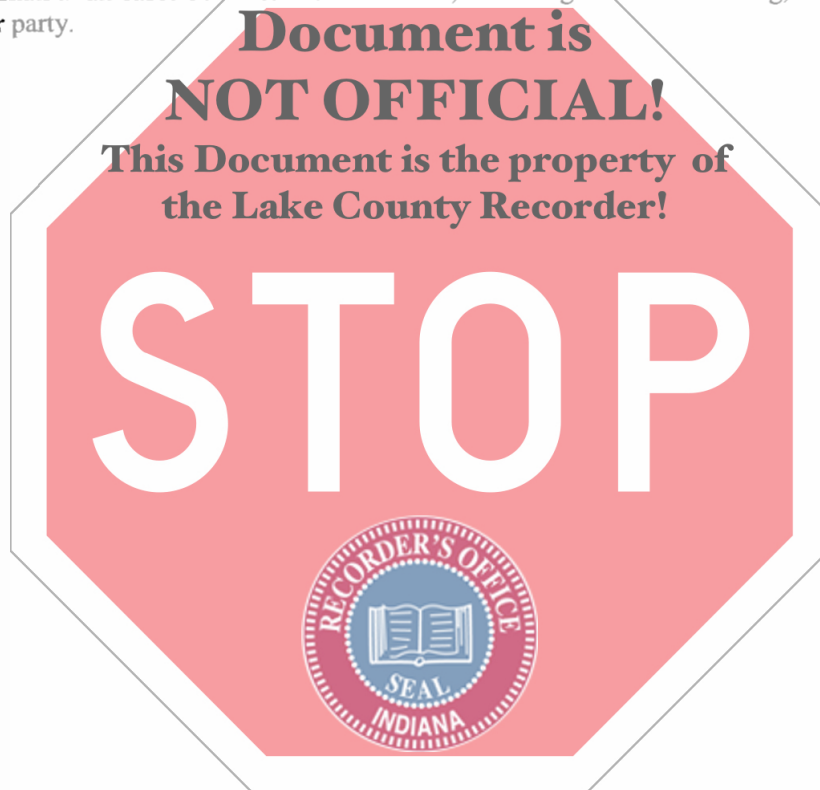 party.
Document is
NOT OFFICIAL!
This Document is the property of
the Lake County Recorder!
STOP
RECORDER'S OFFICE
SEAL
INDIANA